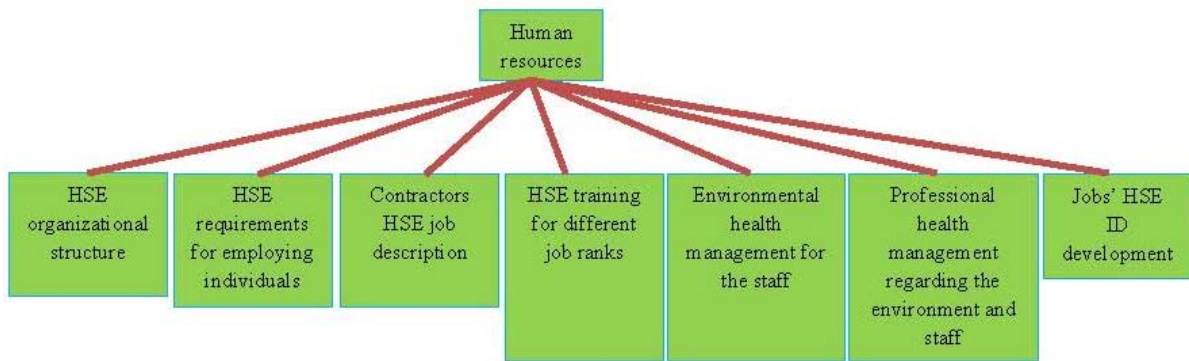 Human
resources
HSE
organizational
structure
HSE
requirements
for employing
individuals
Contractors
HSE job
description
HSE training
for different
job ranks
Environmental
health
management for
the staff
Professional
health
management
regarding the
environment and
staff
Jobs’ HSE
ID
development